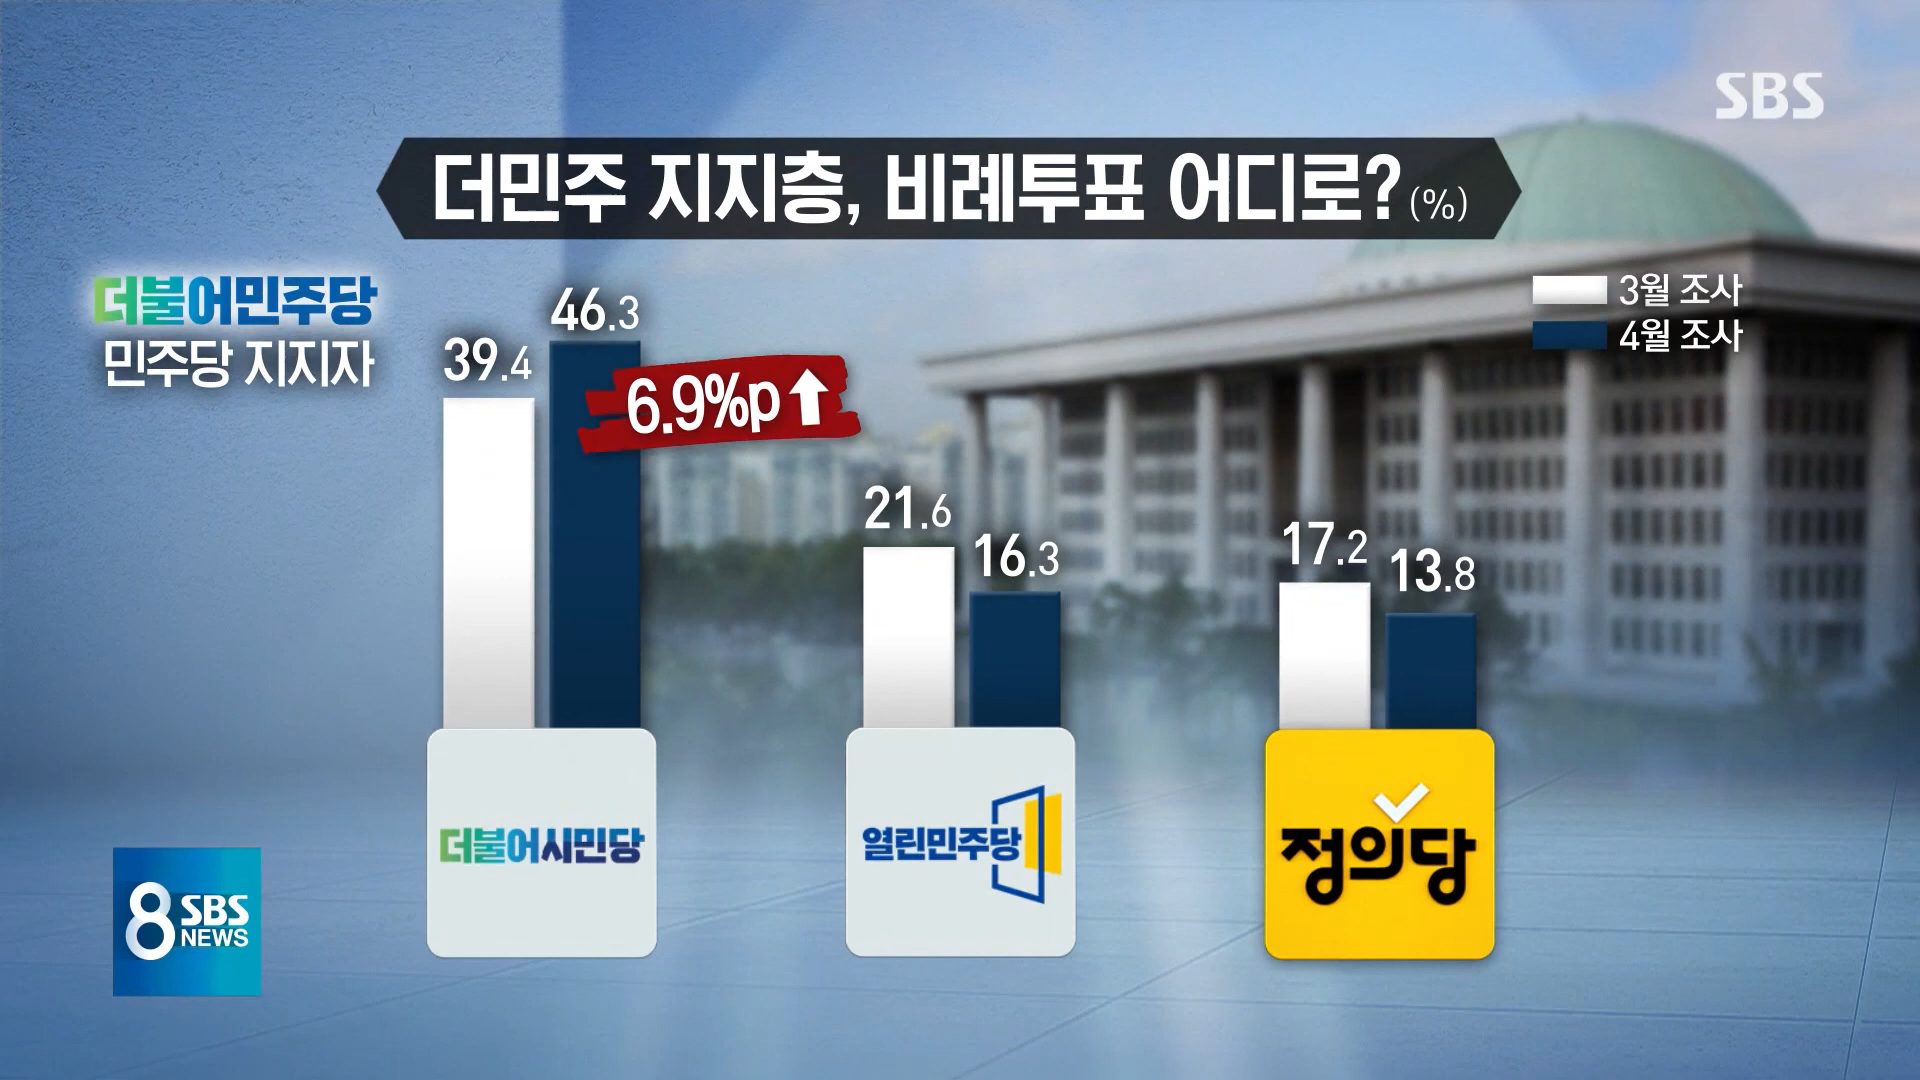 SBS
더민주 지지층, 비례투표 어디로? (%)
더불어민주당
민주당 지지자
3월 조사
4월 조사
39.4
46.3
6.9%p
21.6
16.3
17.2
13.8
더불어시민당
열린민주당
정의당
8 SBS
NEWS